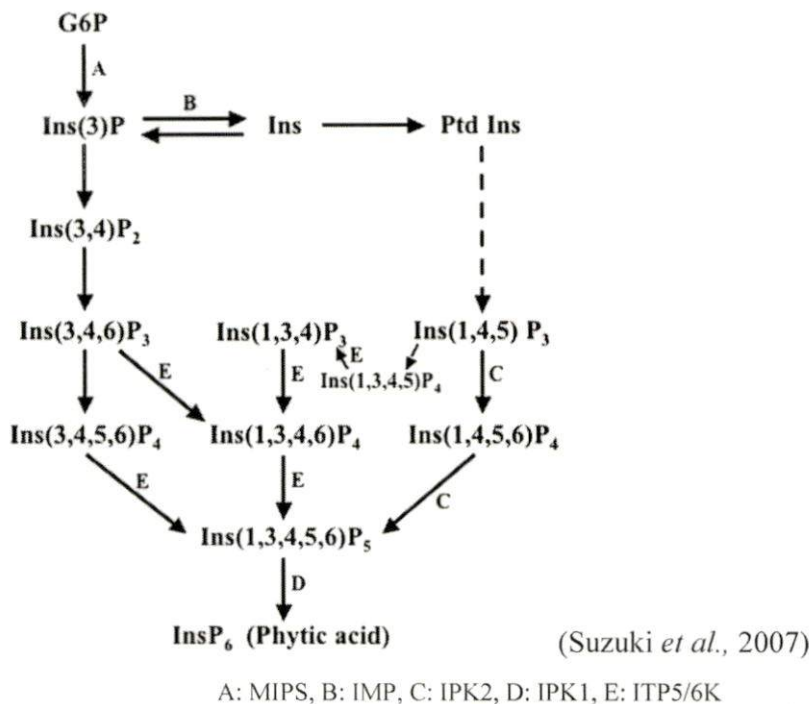 G6P
A
Ins(3)P
B
Ins
Ptd Ins
Ins(3,4)P₂
Ins(3,4,6)P₃
Ins(1,3,4)P₃
Ins(1,4,5) P₃
E
E
E
Ins(1,3,4,5)P₄
C
Ins(3,4,5,6)P₄
Ins(1,3,4,6)P₄
Ins(1,4,5,6)P₄
E
E
C
Ins(1,3,4,5,6)P₅
D
InsP₆ (Phytic acid)
(Suzuki et al., 2007)
A: MIPS, B: IMP, C: IPK2, D: IPK1, E: ITP5/6K